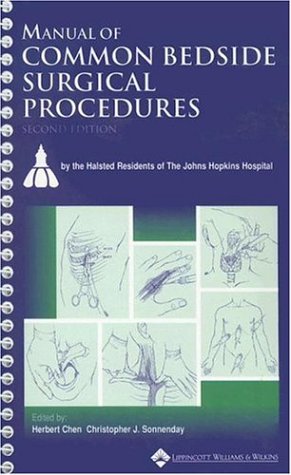 MANUAL OF
COMMON BEDSIDE
SURGICAL
PROCEDURES
SECOND EDITION
by the Halsted Residents of The Johns Hopkins Hospital
Edited by:
Herbert Chen Christopher J. Sonnenday
LIPPINCOTT WILLIAMS & WILKINS